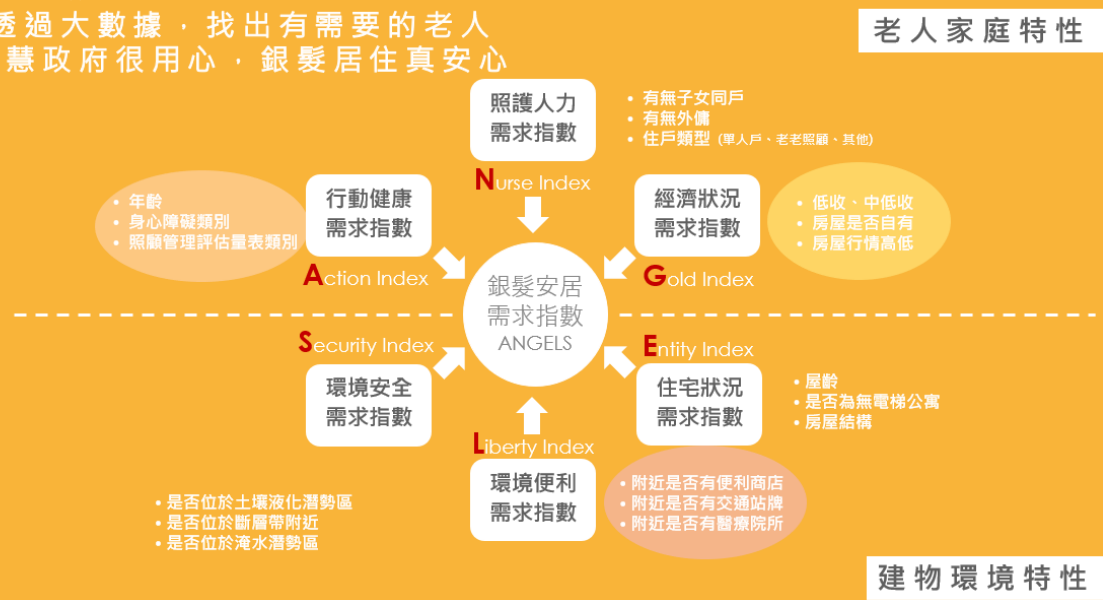 透過大數據，找出有需要的老人
慧政府很用心，銀髮居住真安心
老人家庭特性
照護人力
需求指數
• 有無子女同戶
• 有無外傭
• 住戶類型 (單人戶、老老照顧、其他)
Nurse Index
• 年齡
• 身心障礙類別
• 照顧管理評估量表類別
行動健康
需求指數
Action Index
經濟狀況
需求指數
Gold Index
• 低收、中低收
• 房屋是否自有
• 房屋行情高低
銀髮安居
需求指數
ANGELS
Security Index
環境安全
需求指數
• 是否位於土壤液化潛勢區
• 是否位於斷層帶附近
• 是否位於淹水潛勢區
Entity Index
住宅狀況
需求指數
• 屋齡
• 是否為無電梯公寓
• 房屋結構
Liberty Index
環境便利
需求指數
• 附近是否有便利商店
• 附近是否有交通站牌
• 附近是否有醫療院所
建物環境特性